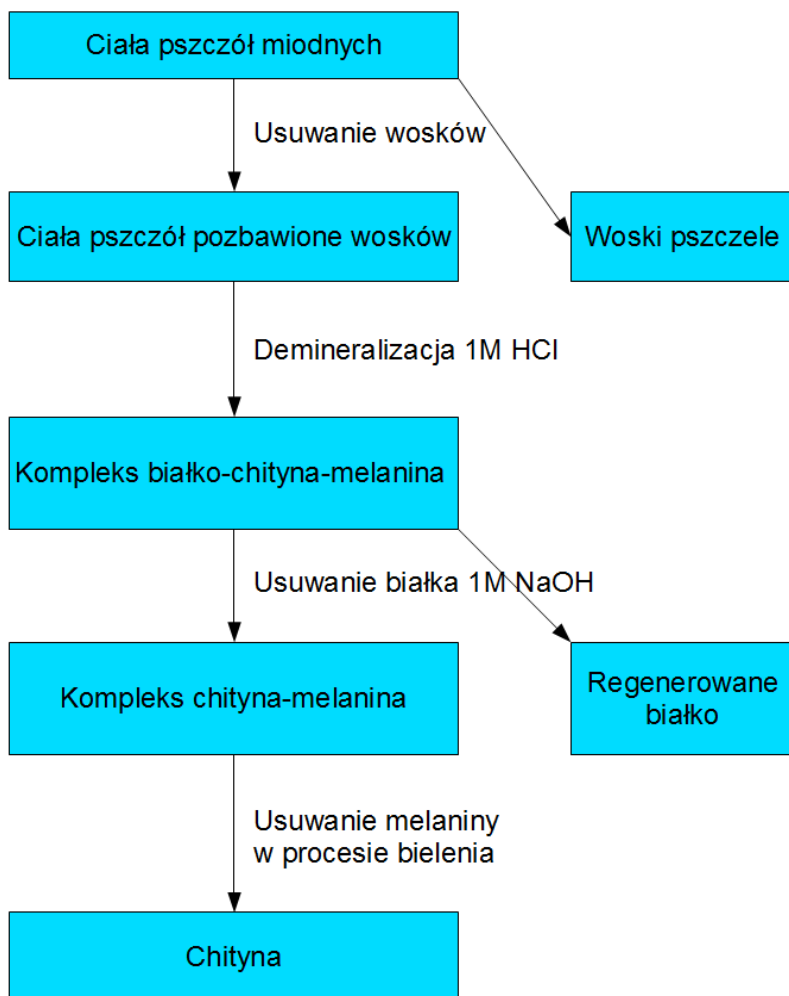 Ciała pszczół miodnych
Usuwanie wosków
Ciała pszczół pozbawione wosków
Woski pszczele
Demineralizacja 1M HCl
Kompleks białko-chityna-melanina
Usuwanie białka 1M NaOH
Kompleks chityna-melanina
Regenerowane
białko
Usuwanie melaniny
w procesie bielenia
Chityna